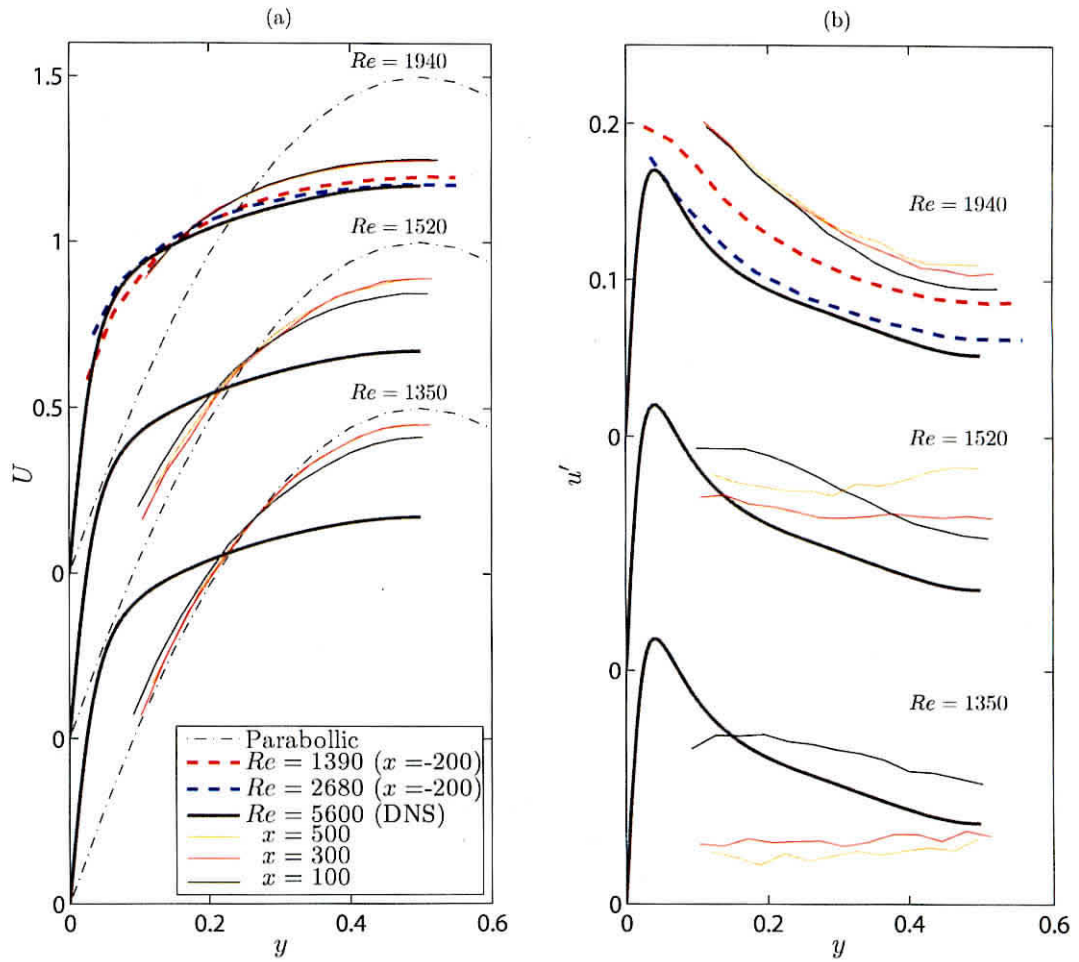 (a)
1.5
1
0.5
0
0
0
U
0
0.2
0.4
0.6
y
Re = 1940
Re = 1520
Re = 1350
Parabollic
Re = 1390 (x =-200)
Re = 2680 (x =-200)
Re = 5600 (DNS)
x = 500
x = 300
x = 100
(b)
0.2
0.1
0
0
0
u'
0
0.2
0.4
0.6
y
Re = 1940
Re = 1520
Re = 1350